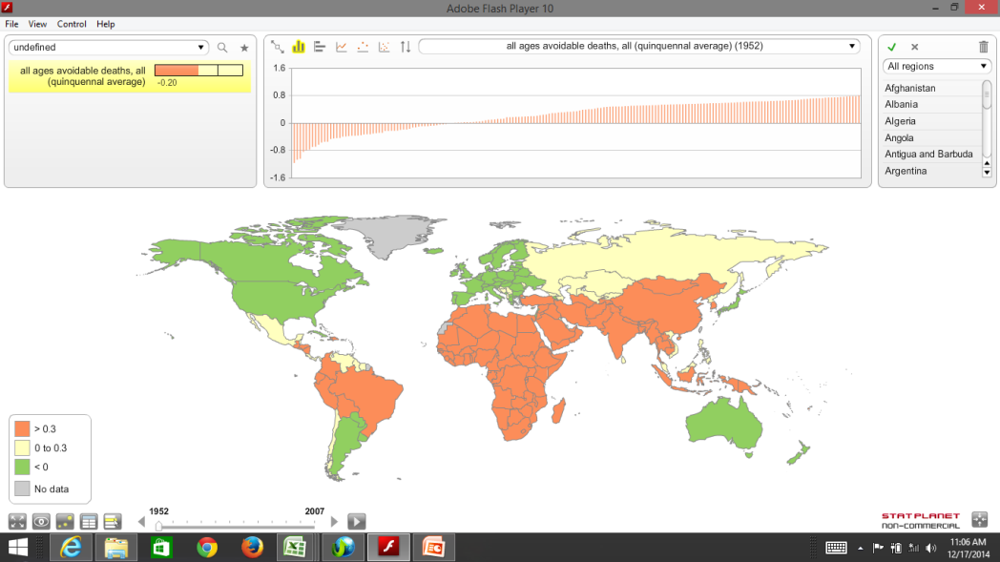 Adobe Flash Player 10
File View Control Help
undefined
all ages avoidable deaths, all
(quinquennal average)
-0.20
all ages avoidable deaths, all (quinquennal average) (1952)
1.6
0.8
0
-0.8
-1.6
All regions
Afghanistan
Albania
Algeria
Angola
Antigua and Barbuda
Argentina
> 0.3
0 to 0.3
< 0
No data
1952 2007
STATPLANET
NON-COMMERCIAL
11:06 AM
12/17/2014